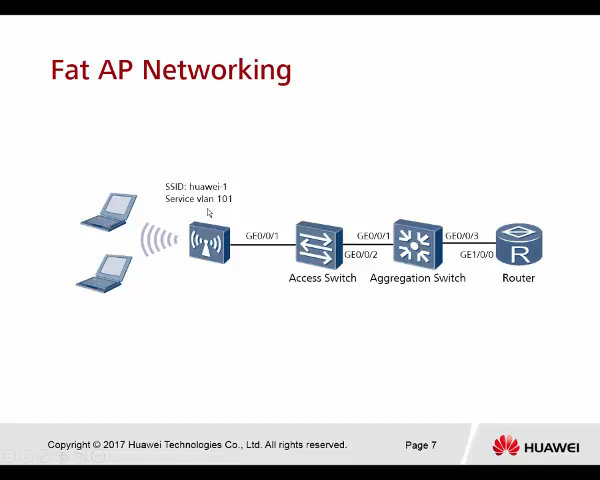 Fat AP Networking
SSID: huawei-1
Service vlan 101
GE0/0/1
GE0/0/1
GE0/0/3
GE0/0/2
GE1/0/0
R
Access Switch
Aggregation Switch
Router
Copyright © 2017 Huawei Technologies Co., Ltd. All rights reserved.
Page 7
HUAWEI